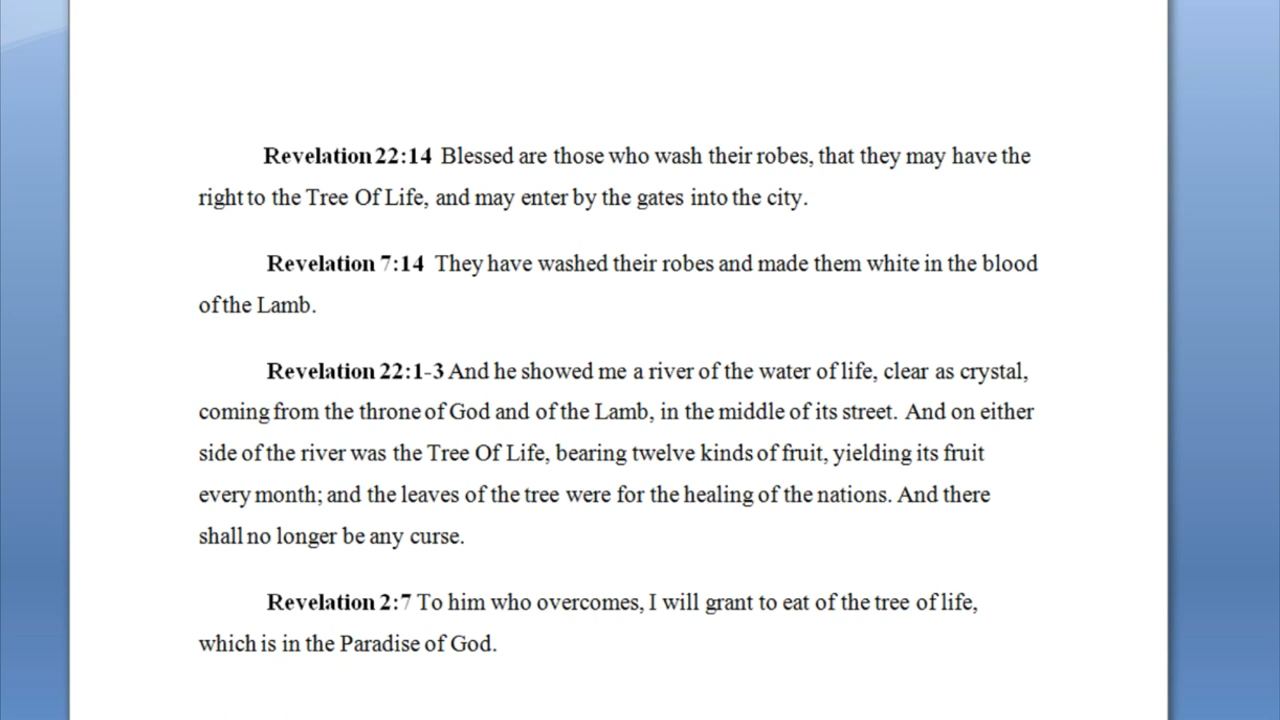 Revelation 22:14 Blessed are those who wash their robes, that they may have the
right to the Tree Of Life, and may enter by the gates into the city.
Revelation 7:14 They have washed their robes and made them white in the blood
of the Lamb.
Revelation 22:1-3 And he showed me a river of the water of life, clear as crystal,
coming from the throne of God and of the Lamb, in the middle of its street. And on either
side of the river was the Tree Of Life, bearing twelve kinds of fruit, yielding its fruit
every month; and the leaves of the tree were for the healing of the nations. And there
shall no longer be any curse.
Revelation 2:7 To him who overcomes, I will grant to eat of the tree of life,
which is in the Paradise of God.